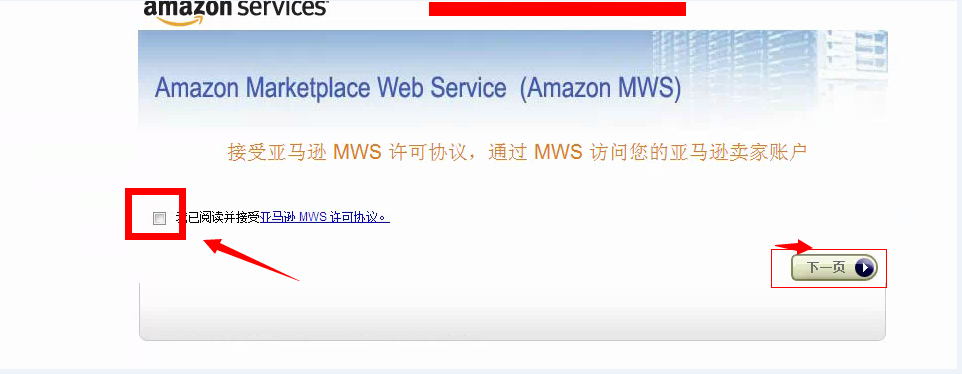 amazon services
Amazon Marketplace Web Service (Amazon MWS)
接受亚马逊 MWS 许可协议，通过 MWS 访问您的亚马逊卖家账户
我已阅读并接受亚马逊 MWS 许可协议。
下一页